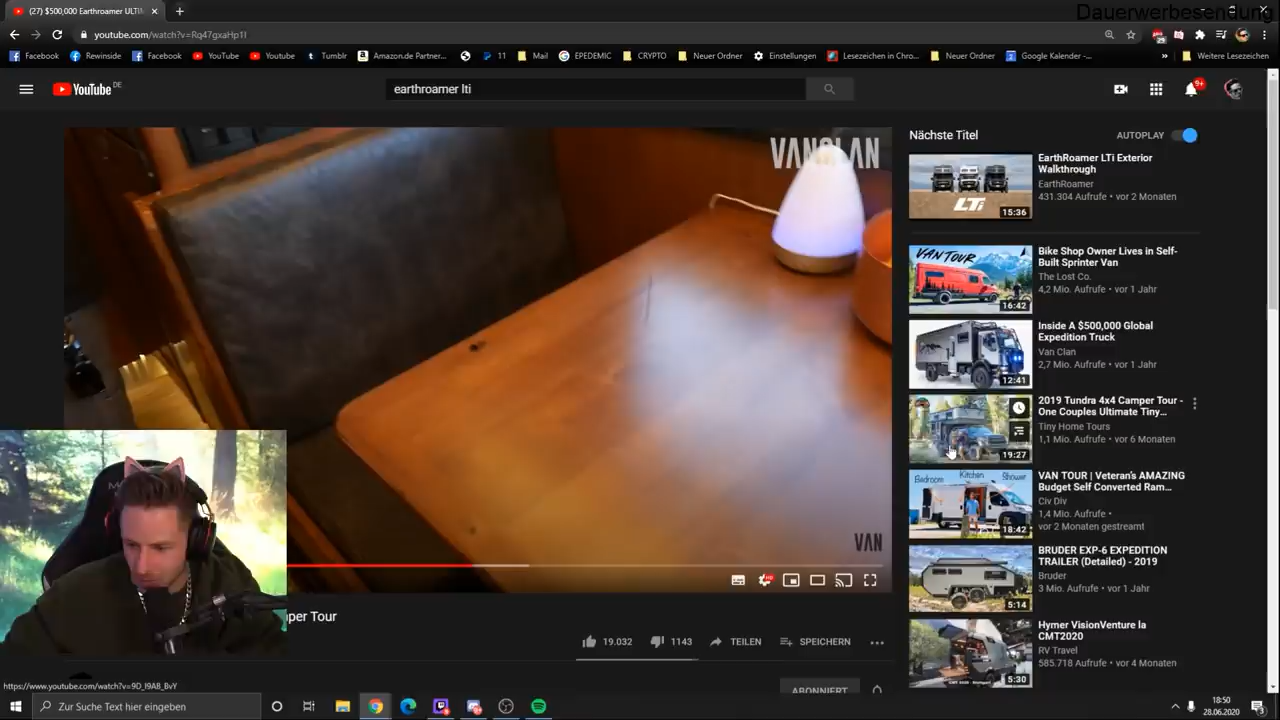 Dauerwerbesendung
(27) $500,000 Earthroamer ULTI
youtube.com/watch?v=Rq47gxaHp1I
Facebook
Rewinside
Facebook
YouTube
Youtube
Tumblr
Amazon.de Partner...
11
Mail
EPEDEMIC
CRYPTO
Neuer Ordner
Einstellungen
Lesezeichen in Chro...
Neuer Ordner
Google Kalender -...
»
Weitere Lesezeichen
YouTube DE
earthroamer lti
9+
VANCLAN
VAN
per Tour
19.032
1143
TEILEN
SPEICHERN
ABONNIERT
Nächste Titel
AUTOPLAY
EarthRoamer LTi Exterior
Walkthrough
EarthRoamer
431.304 Aufrufe • vor 2 Monaten
LTi
15:36
Bike Shop Owner Lives in Self-
Built Sprinter Van
The Lost Co.
4,2 Mio. Aufrufe • vor 1 Jahr
VAN TOUR
16:42
Inside A $500,000 Global
Expedition Truck
Van Clan
2,7 Mio. Aufrufe • vor 1 Jahr
12:41
2019 Tundra 4x4 Camper Tour -
One Couples Ultimate Tiny...
Tiny Home Tours
1,1 Mio. Aufrufe • vor 6 Monaten
19:27
VAN TOUR | Veteran's AMAZING
Budget Self Converted Ram...
Civ Div
1,4 Mio. Aufrufe •
vor 2 Monaten gestreamt
Bedroom Kitchen Shower
18:42
BRUDER EXP-6 EXPEDITION
TRAILER (Detailed) - 2019
Bruder
3 Mio. Aufrufe • vor 1 Jahr
5:14
Hymer VisionVenture la
CMT2020
RV Travel
585.718 Aufrufe • vor 4 Monaten
5:30
https://www.youtube.com/watch?v=9D_I9A8_BvY
Zur Suche Text hier eingeben
18:50
28.06.2020